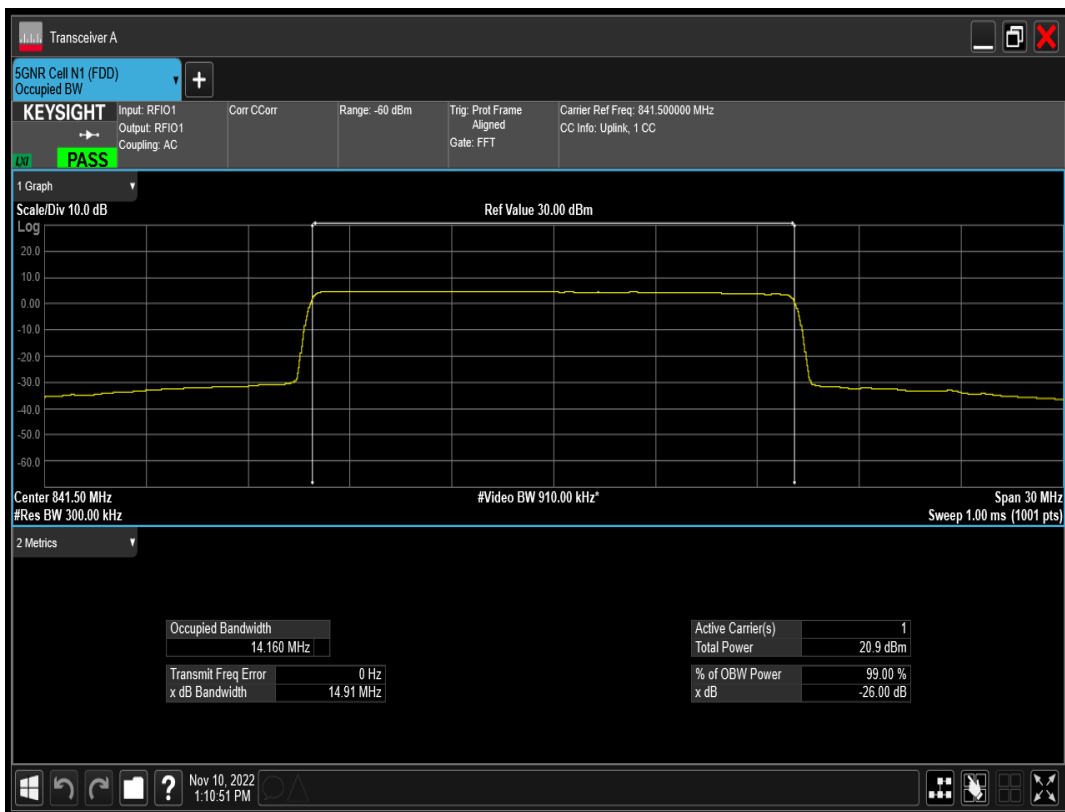 Transceiver A
5GNR Cell N1 (FDD)
Occupied BW
+
KEYSIGHT
LXI
PASS
Input: RFIO1
Output: RFIO1
Coupling: AC
Corr CCorr
Range: -60 dBm
Trig: Prot Frame
Aligned
Gate: FFT
Carrier Ref Freq: 841.500000 MHz
CC Info: Uplink, 1 CC
1 Graph
Scale/Div 10.0 dB
Ref Value 30.00 dBm
Log
20.0
10.0
0.00
-10.0
-20.0
-30.0
-40.0
-50.0
-60.0
Center 841.50 MHz
#Video BW 910.00 kHz*
Span 30 MHz
#Res BW 300.00 kHz
Sweep 1.00 ms (1001 pts)
2 Metrics
Occupied Bandwidth
14.160 MHz
Transmit Freq Error 0 Hz
x dB Bandwidth 14.91 MHz
Active Carrier(s) 1
Total Power 20.9 dBm
% of OBW Power 99.00 %
x dB -26.00 dB
?
Nov 10, 2022
1:10:51 PM